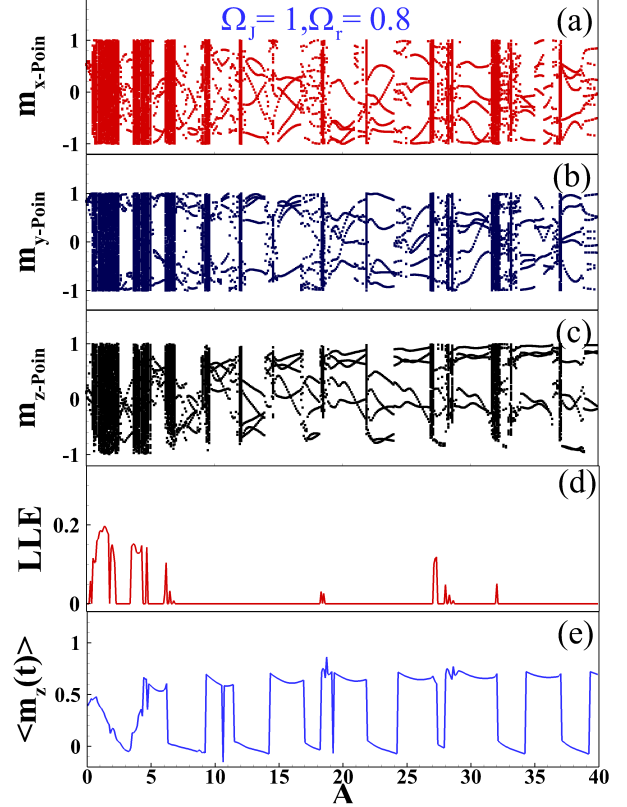 Ω_J= 1,Ω_r= 0.8
(a)
m_x-Poin
1
0
-1
(b)
m_y-Poin
1
0
-1
(c)
m_z-Poin
1
0
-1
(d)
LLE
0.2
0
(e)
<m_z(t)>
1
0.5
0
0 5 10 15 20 25 30 35 40
A